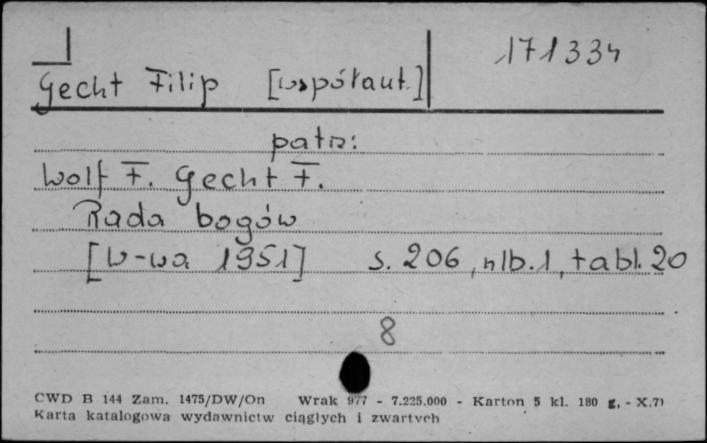 171334
Gecht Filip [współaut.]
patrz:
Wolf F. Gecht F.
Rada bogów
[W-wa 1951] s. 206, nlb. 1, tabl. 20
8
CWD B 144 Zam. 1475/DW/On Wrak 977 - 7.225.000 - Karton 5 kl. 180 g. - X.71
Karta katalogowa wydawnictw ciągłych i zwartych